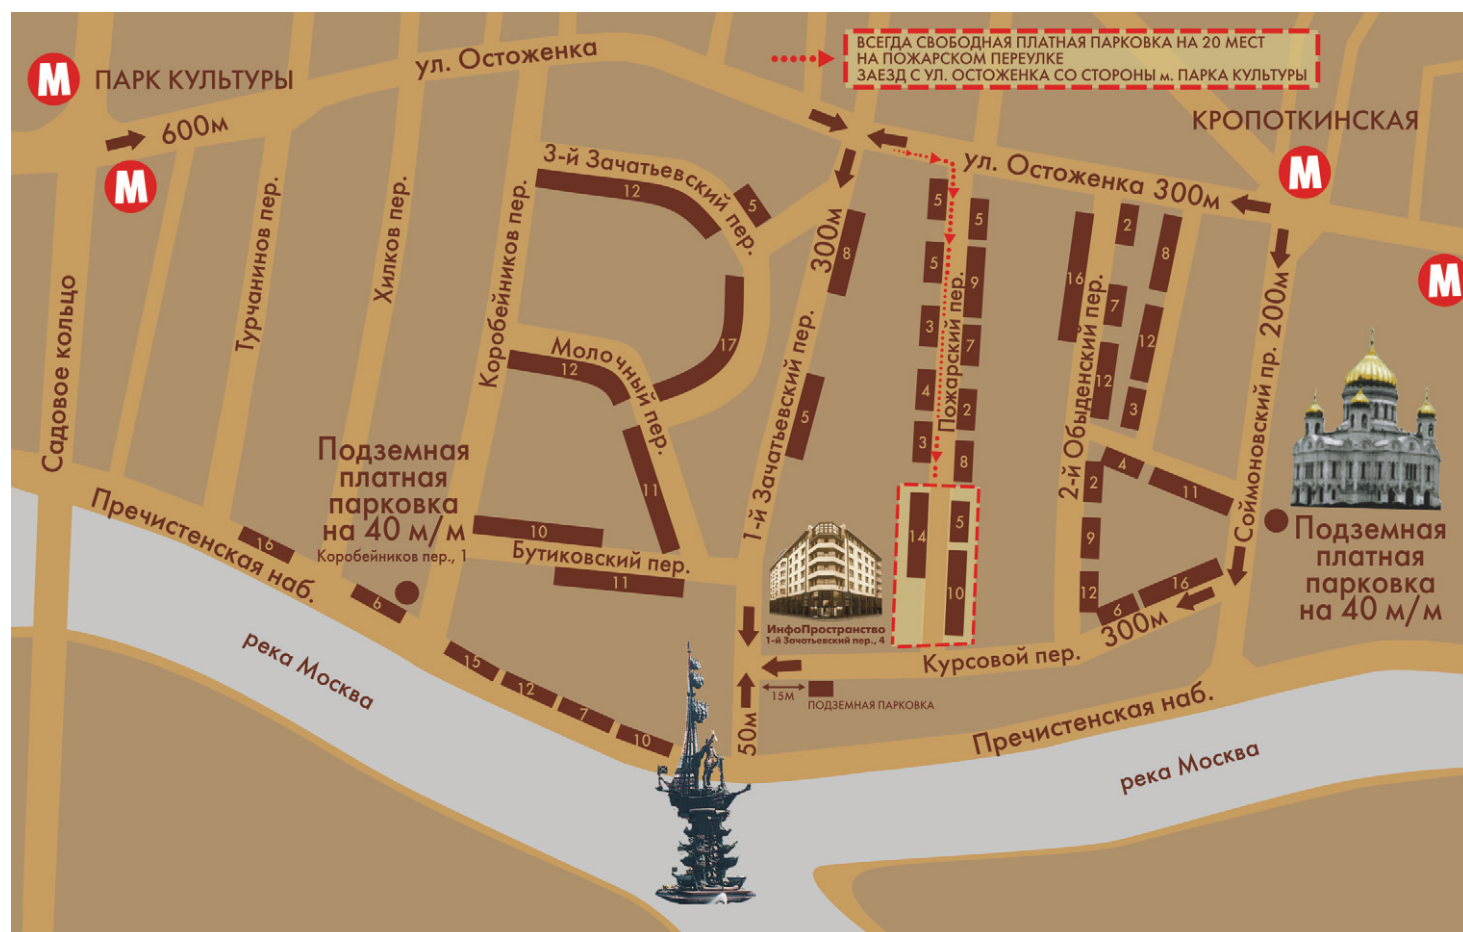 ВСЕГДА СВОБОДНАЯ ПЛАТНАЯ ПАРКОВКА НА 20 МЕСТ
НА ПОЖАРСКОМ ПЕРЕУЛКЕ
ЗАЕЗД С УЛ. ОСТОЖЕНКА СО СТОРОНЫ м. ПАРКА КУЛЬТУРЫ
М
ПАРК КУЛЬТУРЫ
ул. Остоженка
600м
М
КРОПОТКИНСКАЯ
М
ул. Остоженка 300м
М
3-й Зачатьевский пер.
12
5
17
Садовое кольцо
Турчанинов пер.
Хилков пер.
Коробейников пер.
Молочный пер.
12
11
10
Бутиковский пер.
11
1-й Зачатьевский пер. 300м
8
5
Пожарский пер.
5
5
3
4
3
14
5
9
7
2
8
5
10
2-й Обыденский пер.
16
2
7
12
8
12
3
4
11
2
9
12
6
16
Соймоновский пр. 200м
Подземная
платная
парковка
на 40 м/м
Коробейников пер., 1
Подземная
платная
парковка
на 40 м/м
ИнфоПространство
1-й Зачатьевский пер., 4
Курсовой пер.
300м
15М
ПОДЗЕМНАЯ ПАРКОВКА
50м
Пречистенская наб.
16
6
15
12
7
10
река Москва
Пречистенская наб.
река Москва